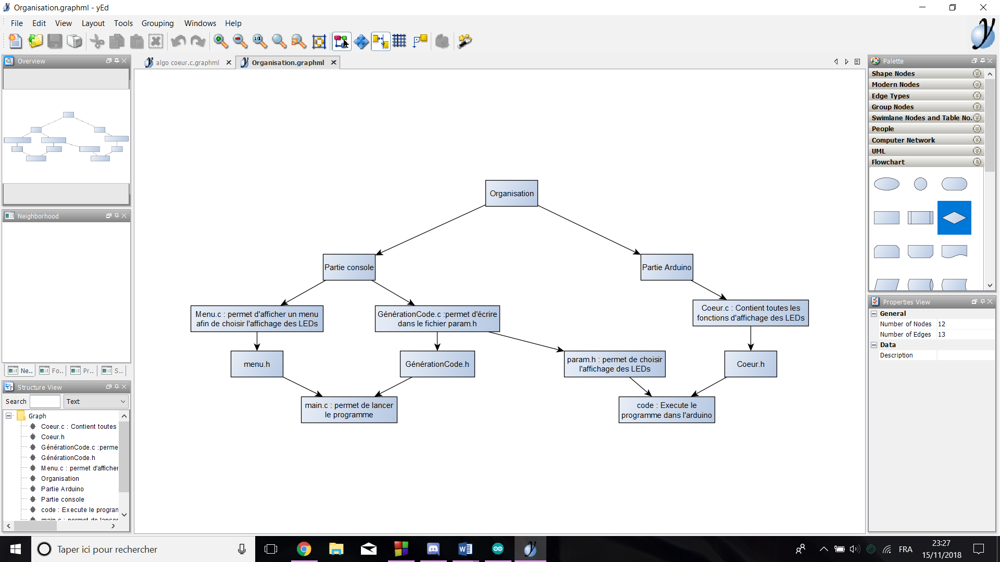 Organisation.graphml - yEd
File Edit View Layout Tools Grouping Windows Help
1:1
Overview
algo coeur.c.graphml
Organisation.graphml
Organisation
Partie console
Partie Arduino
Menu.c : permet d'afficher un menu
afin de choisir l'affichage des LEDs
GénérationCode.c :permet d'écrire
dans le fichier param.h
Coeur.c : Contient toutes les
fonctions d'affichage des LEDs
menu.h
GénérationCode.h
param.h : permet de choisir
l'affichage des LEDs
Coeur.h
main.c : permet de lancer
le programme
code : Execute le
programme dans l'arduino
Neighborhood
Ne..
Fo..
Pr..
S..
Structure View
Search
Text
Graph
Coeur.c : Contient toutes
Coeur.h
GénérationCode.c :perme
GénérationCode.h
Menu.c : permet d'afficher
Organisation
Partie Arduino
Partie console
code : Execute le program
main.c : permet de lancer
Palette
Shape Nodes
Modern Nodes
Edge Types
Group Nodes
Swimlane Nodes and Table No.
People
Computer Network
UML
Flowchart
Properties View
General
Number of Nodes 12
Number of Edges 13
Data
Description
Taper ici pour rechercher
FRA
23:27
15/11/2018